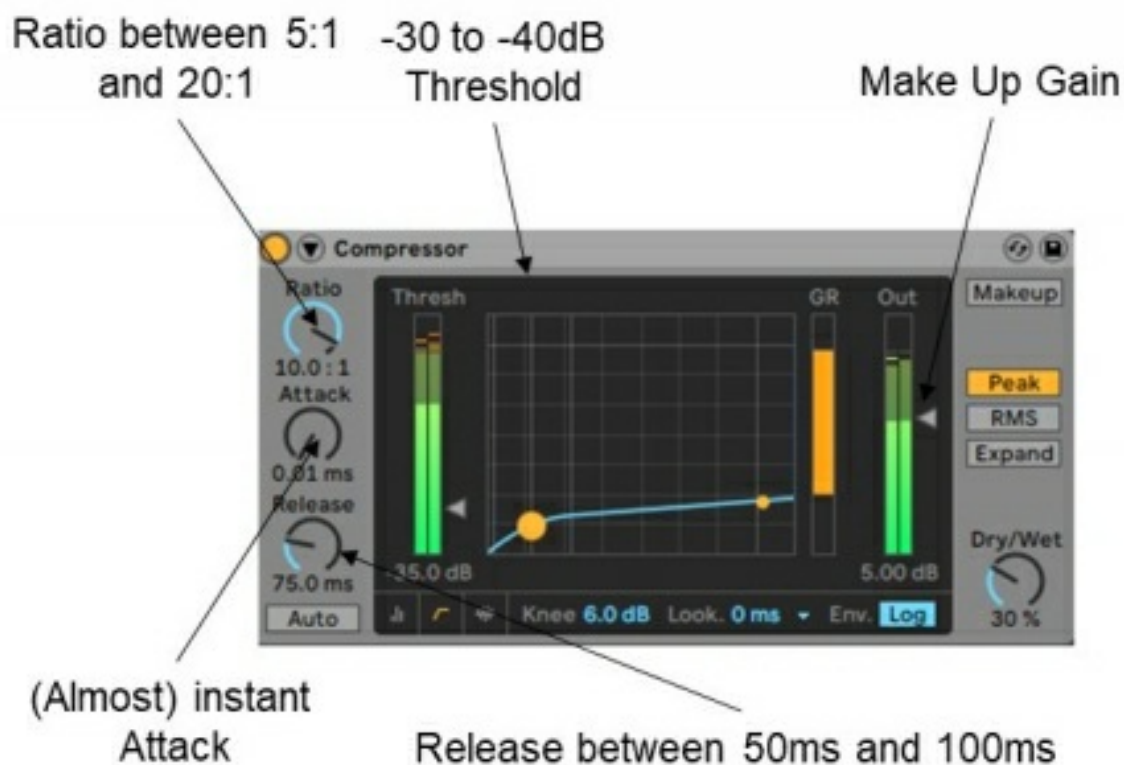 Ratio between 5:1
and 20:1
-30 to -40dB
Threshold
Make Up Gain
Compressor
Ratio
10.0 : 1
Attack
0.01 ms
Release
75.0 ms
Auto
Thresh
-35.0 dB
GR
Out
5.00 dB
Knee 6.0 dB Look. 0 ms Env. Log
Makeup
Peak
RMS
Expand
Dry/Wet
30 %
(Almost) instant
Attack
Release between 50ms and 100ms